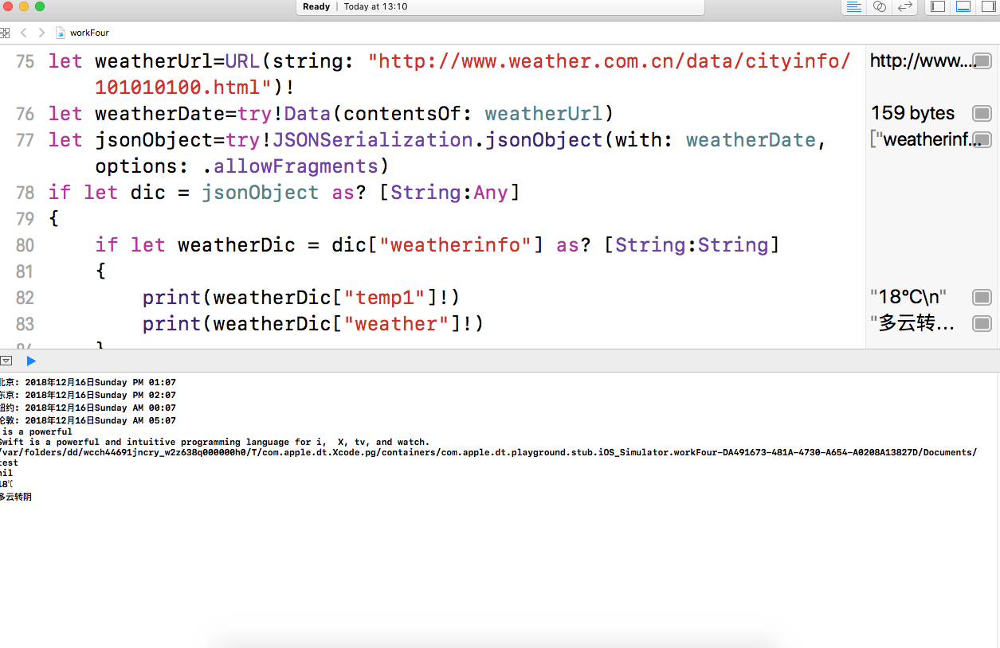 Ready | Today at 13:10
workFour
75 let weatherUrl=URL(string: "http://www.weather.com.cn/data/cityinfo/
101010100.html")!
http://www....
76 let weatherDate=try!Data(contentsOf: weatherUrl)
159 bytes
77 let jsonObject=try!JSONSerialization.jsonObject(with: weatherDate,
["weatherinf...
options: .allowFragments)
78 if let dic = jsonObject as? [String:Any]
79 {
80 if let weatherDic = dic["weatherinfo"] as? [String:String]
81 {
82 print(weatherDic["temp1"]!)
"18℃\n"
83 print(weatherDic["weather"]!)
"多云转...
84 }
北京: 2018年12月16日Sunday PM 01:07
东京: 2018年12月16日Sunday PM 02:07
纽约: 2018年12月16日Sunday AM 00:07
伦敦: 2018年12月16日Sunday AM 05:07
is a powerful
Swift is a powerful and intuitive programming language for i,  X, tv, and watch.
/var/folders/dd/wcch44691jncry_w2z638q000000h0/T/com.apple.dt.Xcode.pg/containers/com.apple.dt.playground.stub.iOS_Simulator.workFour-DA491673-481A-4730-A654-A0208A13827D/Documents/
test
nil
18℃
多云转阴